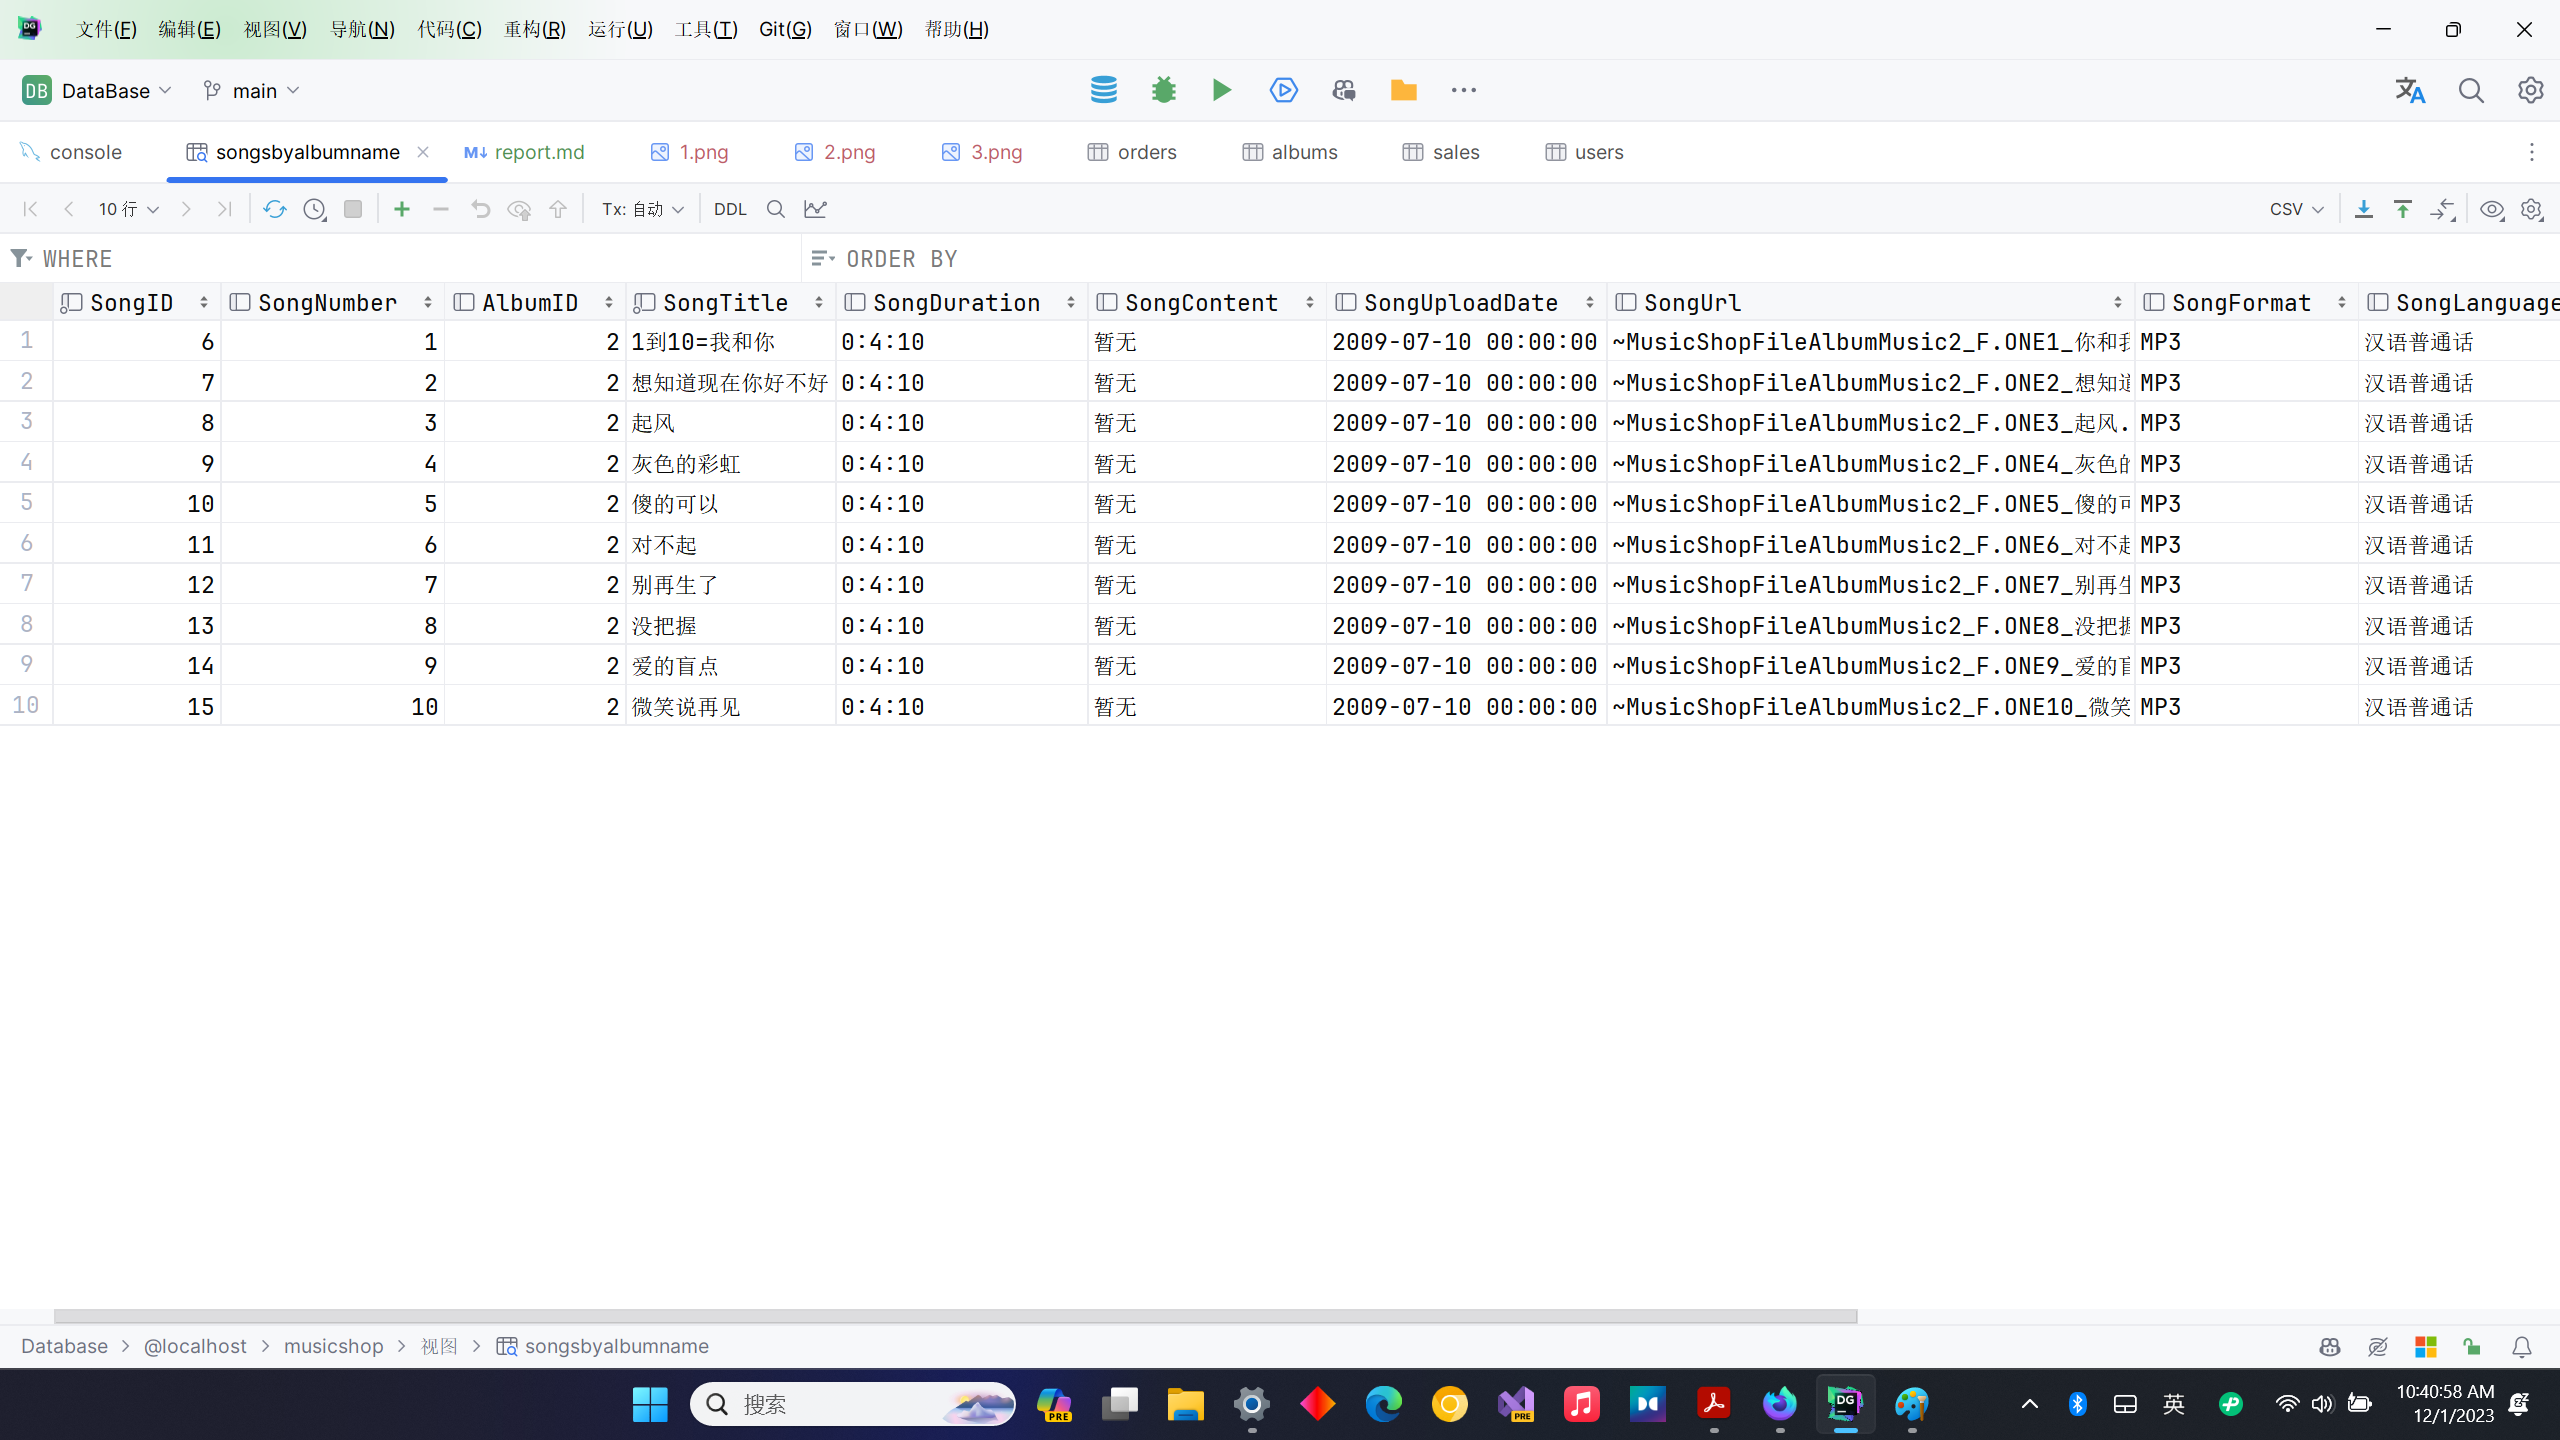 文件(F) 编辑(E) 视图(V) 导航(N) 代码(C) 重构(R) 运行(U) 工具(T) Git(G) 窗口(W) 帮助(H)
DB DataBase main
console songsbyalbumname report.md 1.png 2.png 3.png orders albums sales users
10 行 Tx: 自动 DDL CSV
WHERE ORDER BY
SongID SongNumber AlbumID SongTitle SongDuration SongContent SongUploadDate SongUrl SongFormat SongLanguage
1 6 1 2 1到10=我和你 0:4:10 暂无 2009-07-10 00:00:00 ~MusicShopFileAlbumMusic2_F.ONE1_你和我 MP3 汉语普通话
2 7 2 2 想知道现在你好不好 0:4:10 暂无 2009-07-10 00:00:00 ~MusicShopFileAlbumMusic2_F.ONE2_想知道 MP3 汉语普通话
3 8 3 2 起风 0:4:10 暂无 2009-07-10 00:00:00 ~MusicShopFileAlbumMusic2_F.ONE3_起风. MP3 汉语普通话
4 9 4 2 灰色的彩虹 0:4:10 暂无 2009-07-10 00:00:00 ~MusicShopFileAlbumMusic2_F.ONE4_灰色的 MP3 汉语普通话
5 10 5 2 傻的可以 0:4:10 暂无 2009-07-10 00:00:00 ~MusicShopFileAlbumMusic2_F.ONE5_傻的可 MP3 汉语普通话
6 11 6 2 对不起 0:4:10 暂无 2009-07-10 00:00:00 ~MusicShopFileAlbumMusic2_F.ONE6_对不起 MP3 汉语普通话
7 12 7 2 别再生了 0:4:10 暂无 2009-07-10 00:00:00 ~MusicShopFileAlbumMusic2_F.ONE7_别再生 MP3 汉语普通话
8 13 8 2 没把握 0:4:10 暂无 2009-07-10 00:00:00 ~MusicShopFileAlbumMusic2_F.ONE8_没把握 MP3 汉语普通话
9 14 9 2 爱的盲点 0:4:10 暂无 2009-07-10 00:00:00 ~MusicShopFileAlbumMusic2_F.ONE9_爱的盲 MP3 汉语普通话
10 15 10 2 微笑说再见 0:4:10 暂无 2009-07-10 00:00:00 ~MusicShopFileAlbumMusic2_F.ONE10_微笑 MP3 汉语普通话
Database @localhost musicshop 视图 songsbyalbumname
搜索 英 10:40:58 AM
12/1/2023